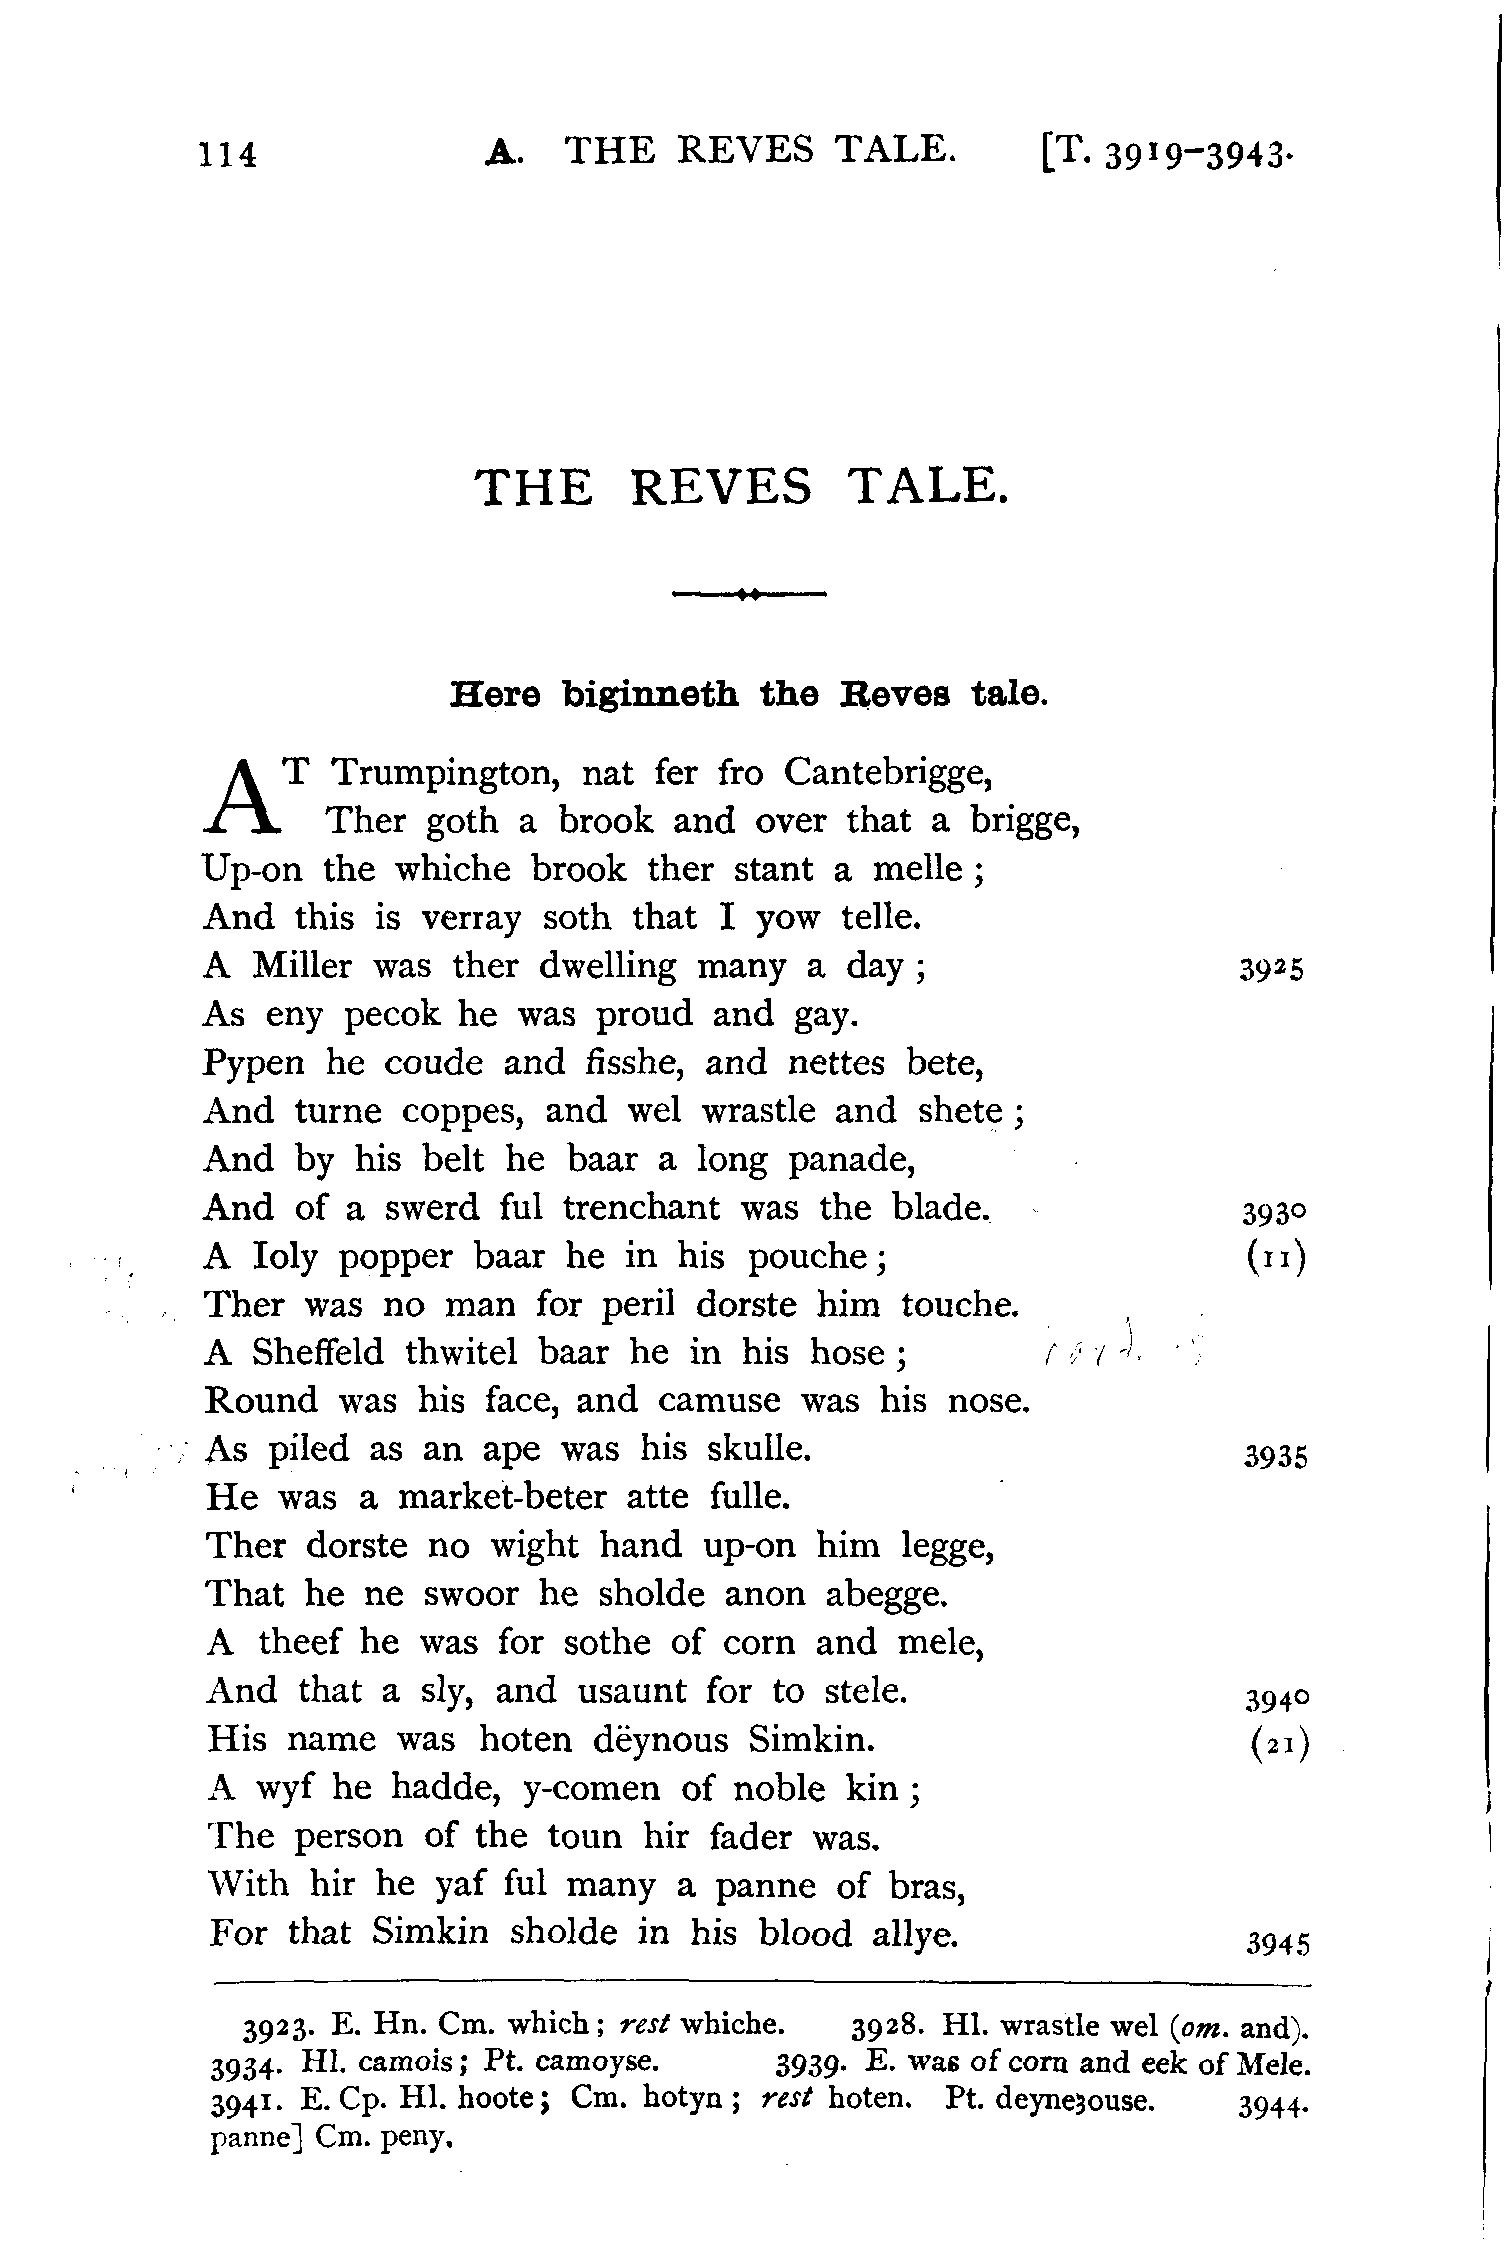 114 A. THE REVES TALE. [T. 3919–3943.
THE REVES TALE.
Here biginneth the Reves tale.
AT Trumpington, nat fer fro Cantebrigge,
Ther goth a brook and over that a brigge,
Up-on the whiche brook ther stant a melle ;
And this is verray soth that I yow telle.
A Miller was ther dwelling many a day ; 3925
As eny pecok he was proud and gay.
Pypen he coude and fisshe, and nettes bete,
And turne coppes, and wel wrastle and shete ;
And by his belt he baar a long panade,
And of a swerd ful trenchant was the blade. 3930
A Ioly popper baar he in his pouche ; (11)
Ther was no man for peril dorste him touche.
A Sheffeld thwitel baar he in his hose ;
Round was his face, and camuse was his nose.
As piled as an ape was his skulle. 3935
He was a market-beter atte fulle.
Ther dorste no wight hand up-on him legge,
That he ne swoor he sholde anon abegge.
A theef he was for sothe of corn and mele,
And that a sly, and usaunt for to stele. 3940
His name was hoten dëynous Simkin. (21)
A wyf he hadde, y-comen of noble kin ;
The person of the toun hir fader was.
With hir he yaf ful many a panne of bras,
For that Simkin sholde in his blood allye. 3945
3923. E. Hn. Cm. which ; rest whiche. 3928. Hl. wrastle wel (om. and).
3934. Hl. camois ; Pt. camoyse. 3939. E. was of corn and eek of Mele.
3941. E. Cp. Hl. hoote ; Cm. hotyn ; rest hoten. Pt. deyneȝouse. 3944.
panne] Cm. peny.